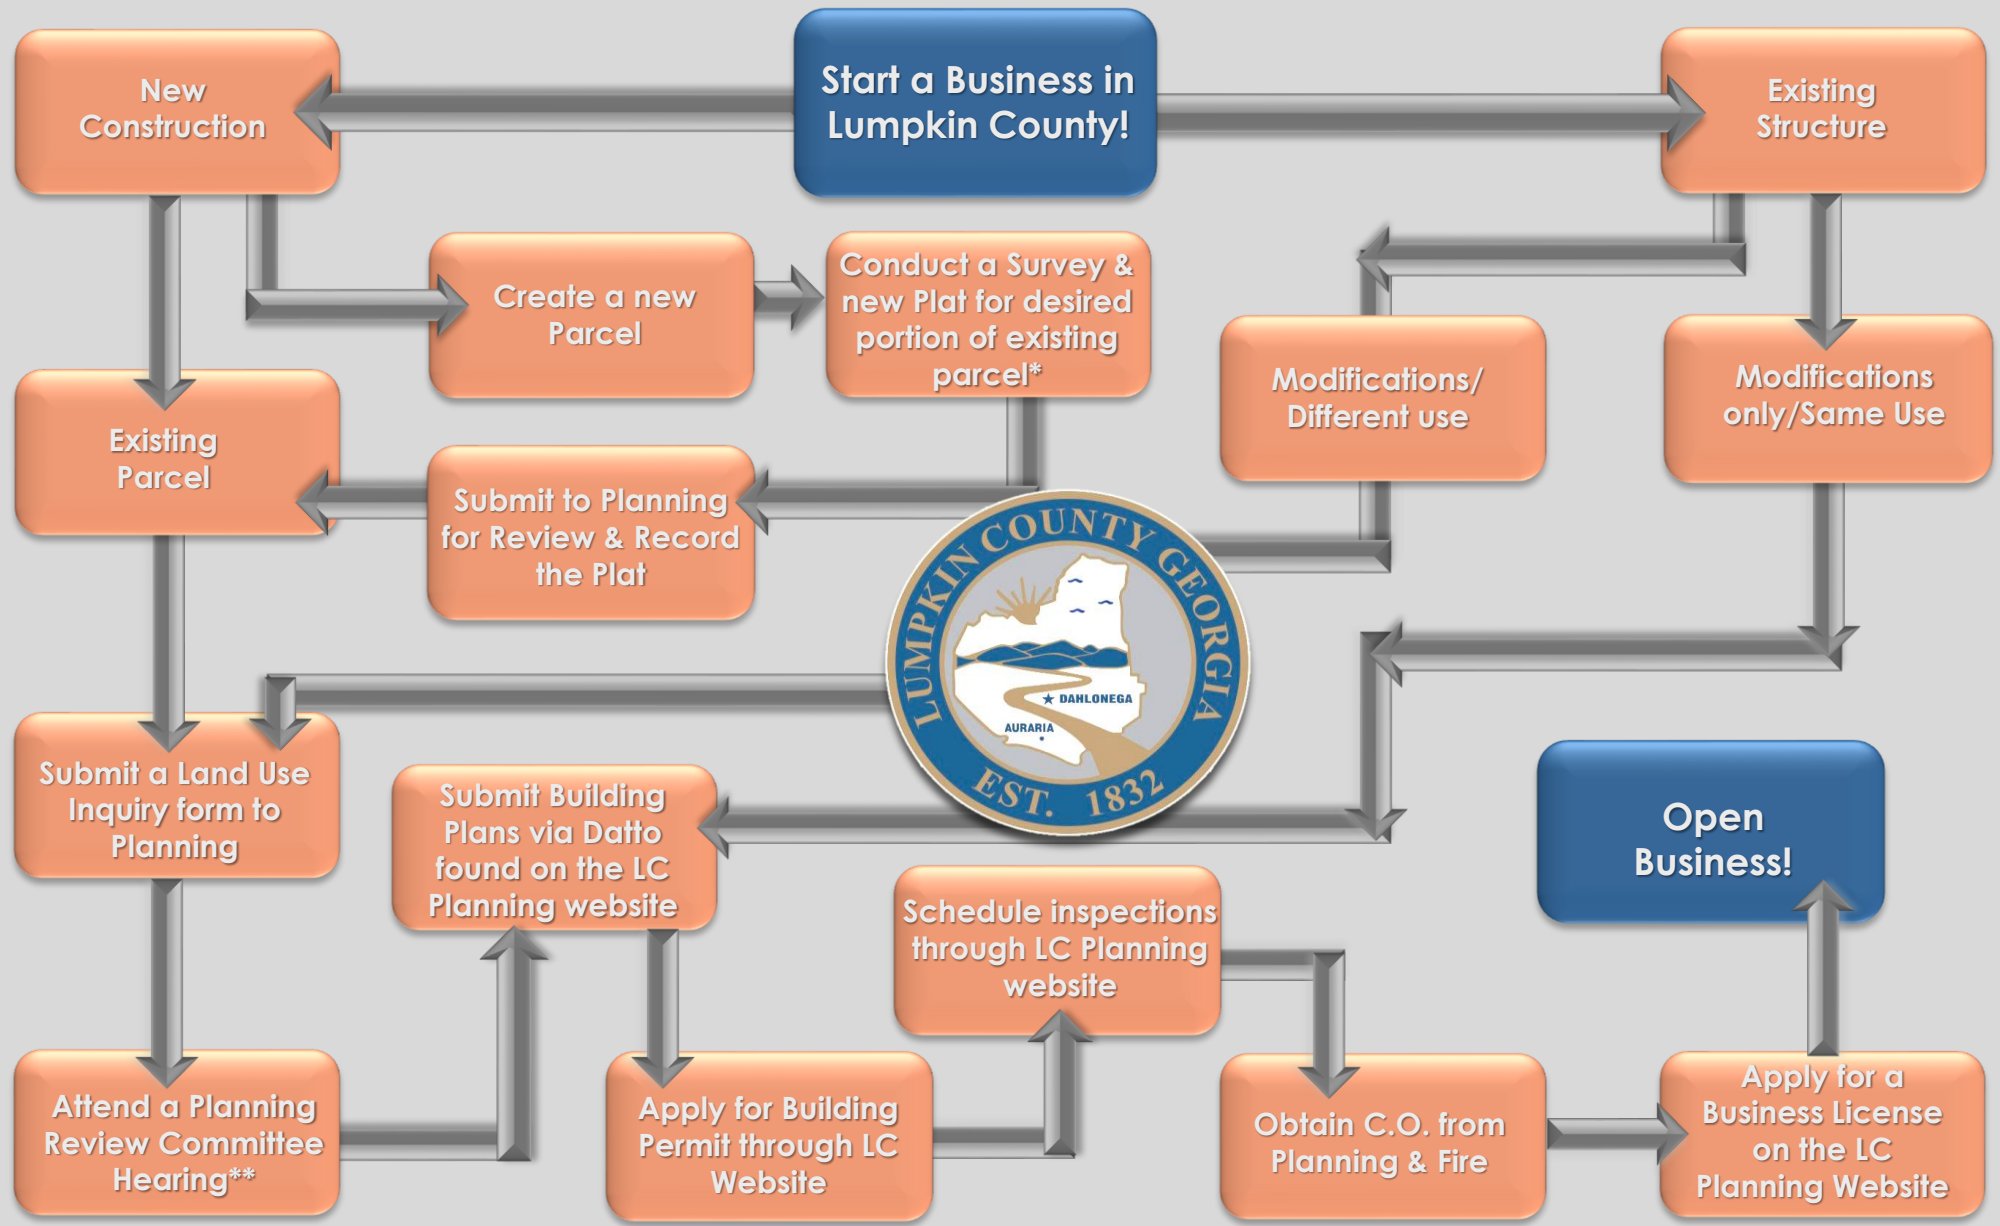 Start a Business in
Lumpkin County!
New
Construction
Existing
Structure
Create a new
Parcel
Conduct a Survey &
new Plat for desired
portion of existing
parcel*
Modifications/
Different use
Modifications
only/Same Use
Existing
Parcel
Submit to Planning
for Review & Record
the Plat
LUMPKIN COUNTY GEORGIA
DAHLONEGA
AURARIA
EST. 1832
Submit a Land Use
Inquiry form to
Planning
Submit Building
Plans via Datto
found on the LC
Planning website
Open
Business!
Schedule inspections
through LC Planning
website
Attend a Planning
Review Committee
Hearing**
Apply for Building
Permit through LC
Website
Obtain C.O. from
Planning & Fire
Apply for a
Business License
on the LC
Planning Website